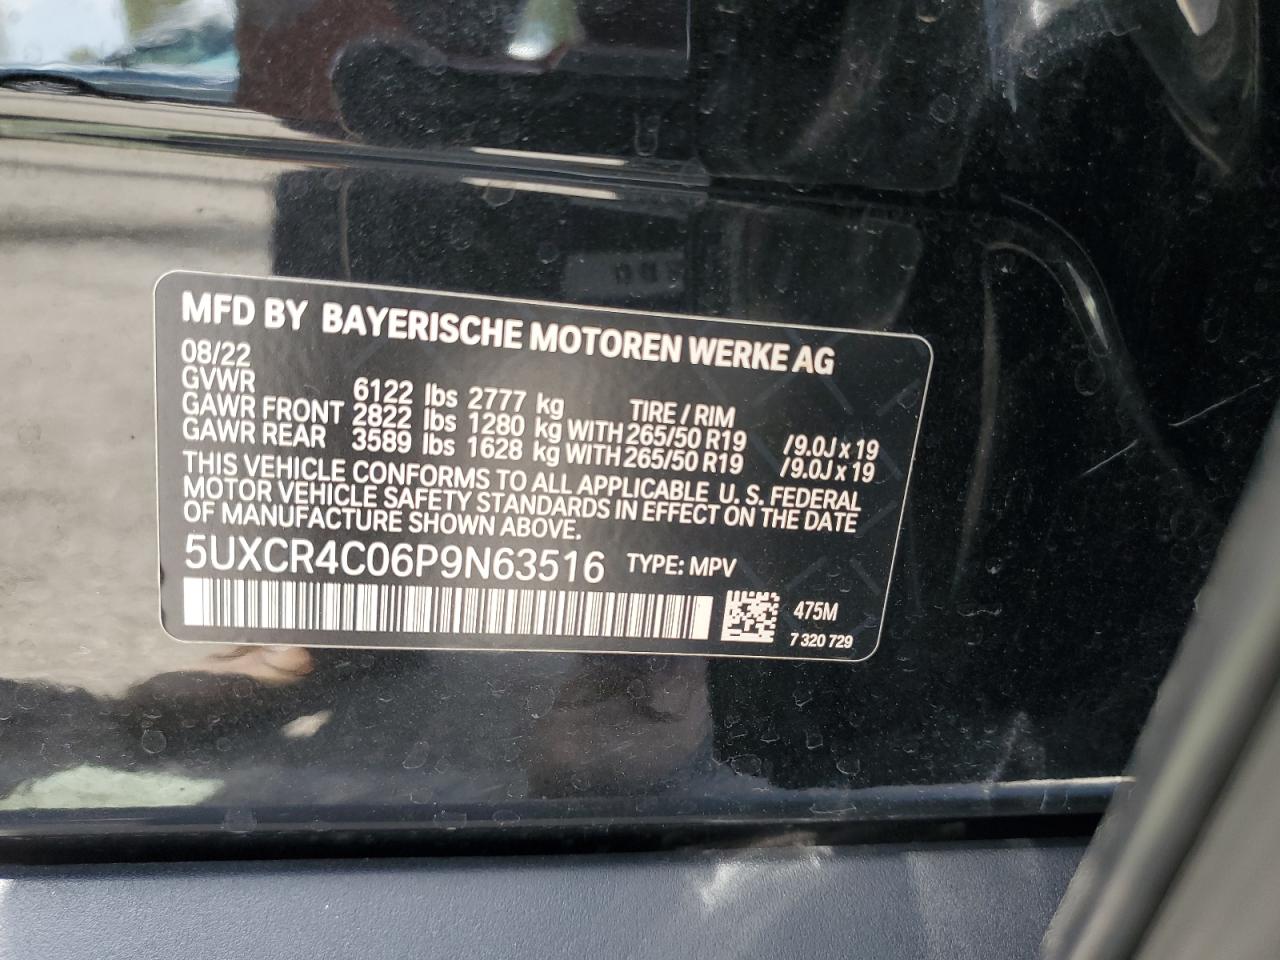 MFD BY BAYERISCHE MOTOREN WERKE AG
08/22
GVWR 6122 lbs 2777 kg TIRE / RIM
GAWR FRONT 2822 lbs 1280 kg WITH 265/50 R19 /9.0J x 19
GAWR REAR 3589 lbs 1628 kg WITH 265/50 R19 /9.0J x 19
THIS VEHICLE CONFORMS TO ALL APPLICABLE U. S. FEDERAL
MOTOR VEHICLE SAFETY STANDARDS IN EFFECT ON THE DATE
OF MANUFACTURE SHOWN ABOVE.
5UXCR4C06P9N63516 TYPE: MPV
475M
7 320 729